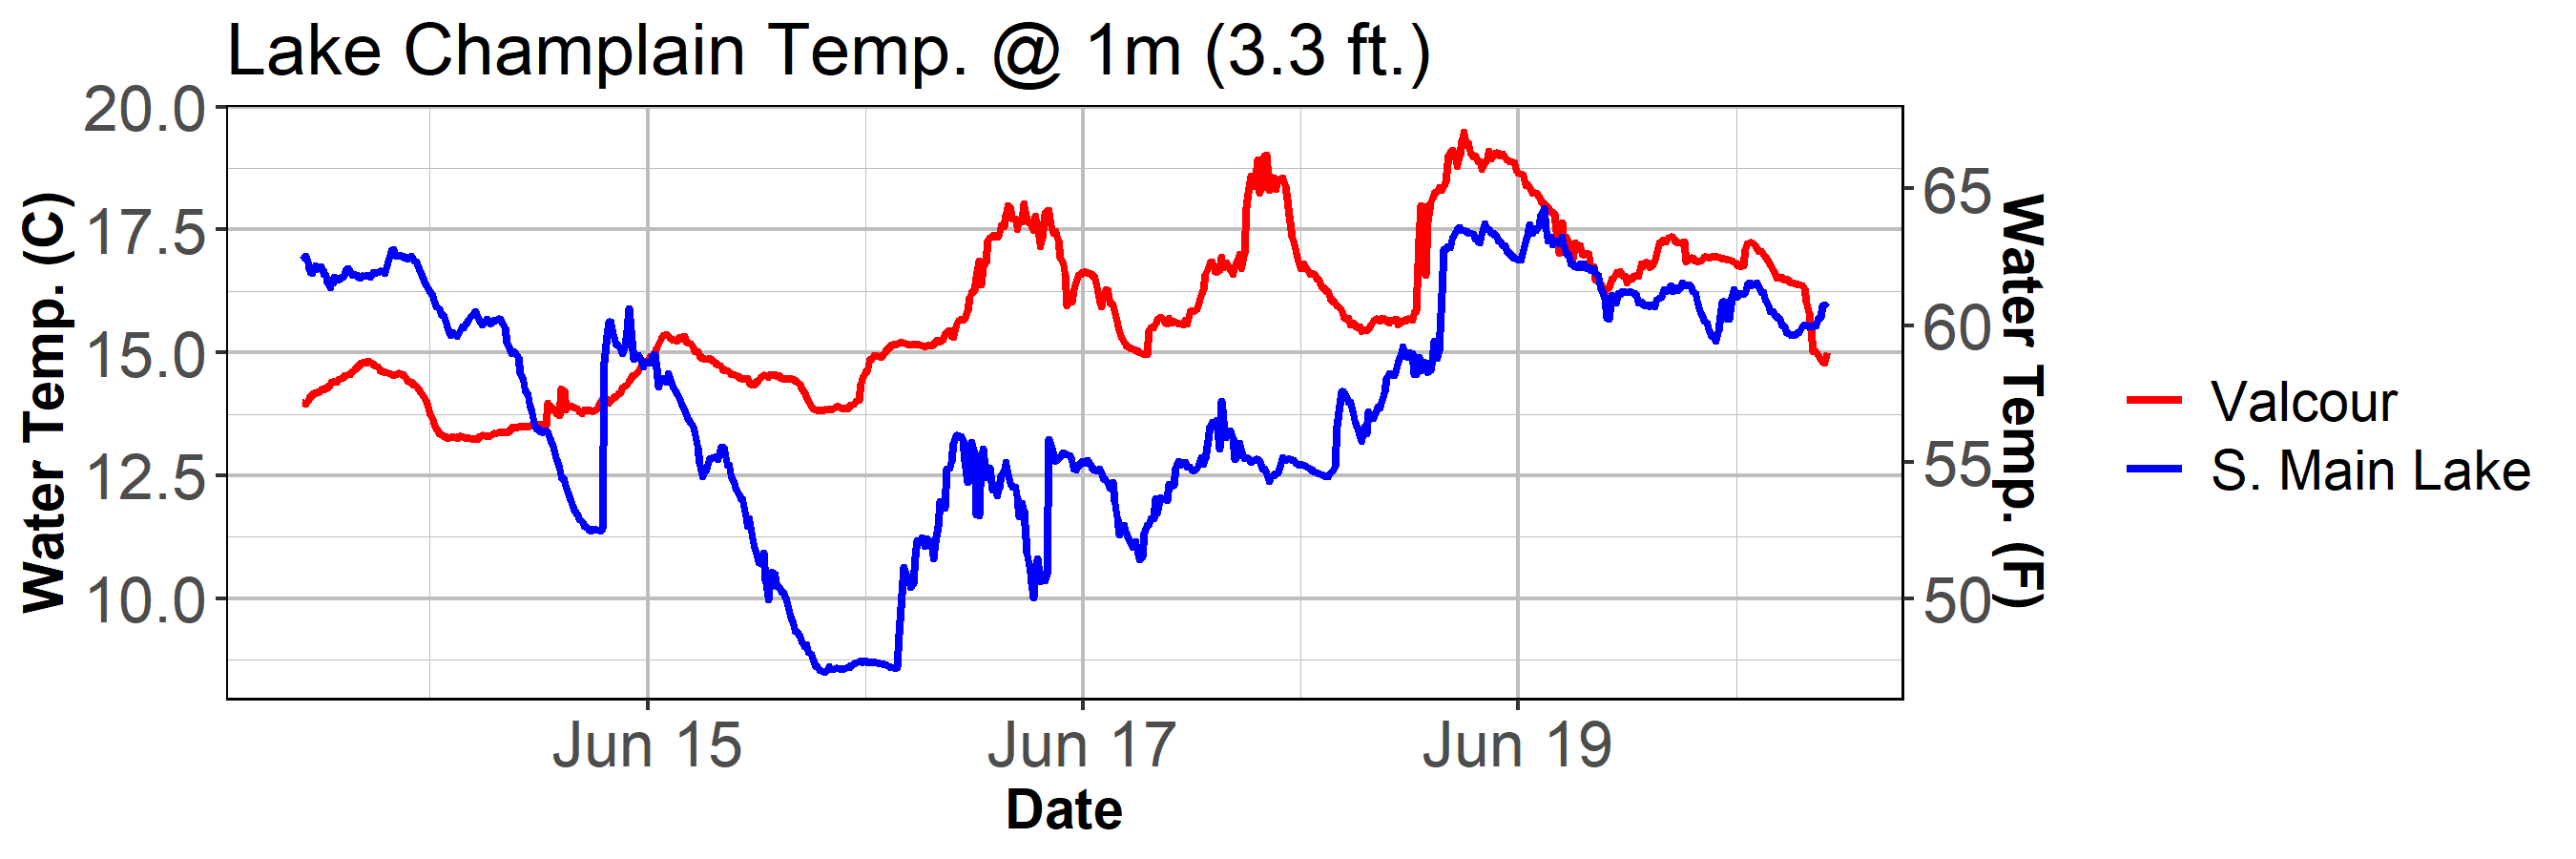 Lake Champlain Temp. @ 1m (3.3 ft.)
Water Temp. (C)
20.0
17.5
15.0
12.5
10.0
65
60
55
50
Water Temp. (F)
Jun 15
Jun 17
Jun 19
Date
Valcour
S. Main Lake